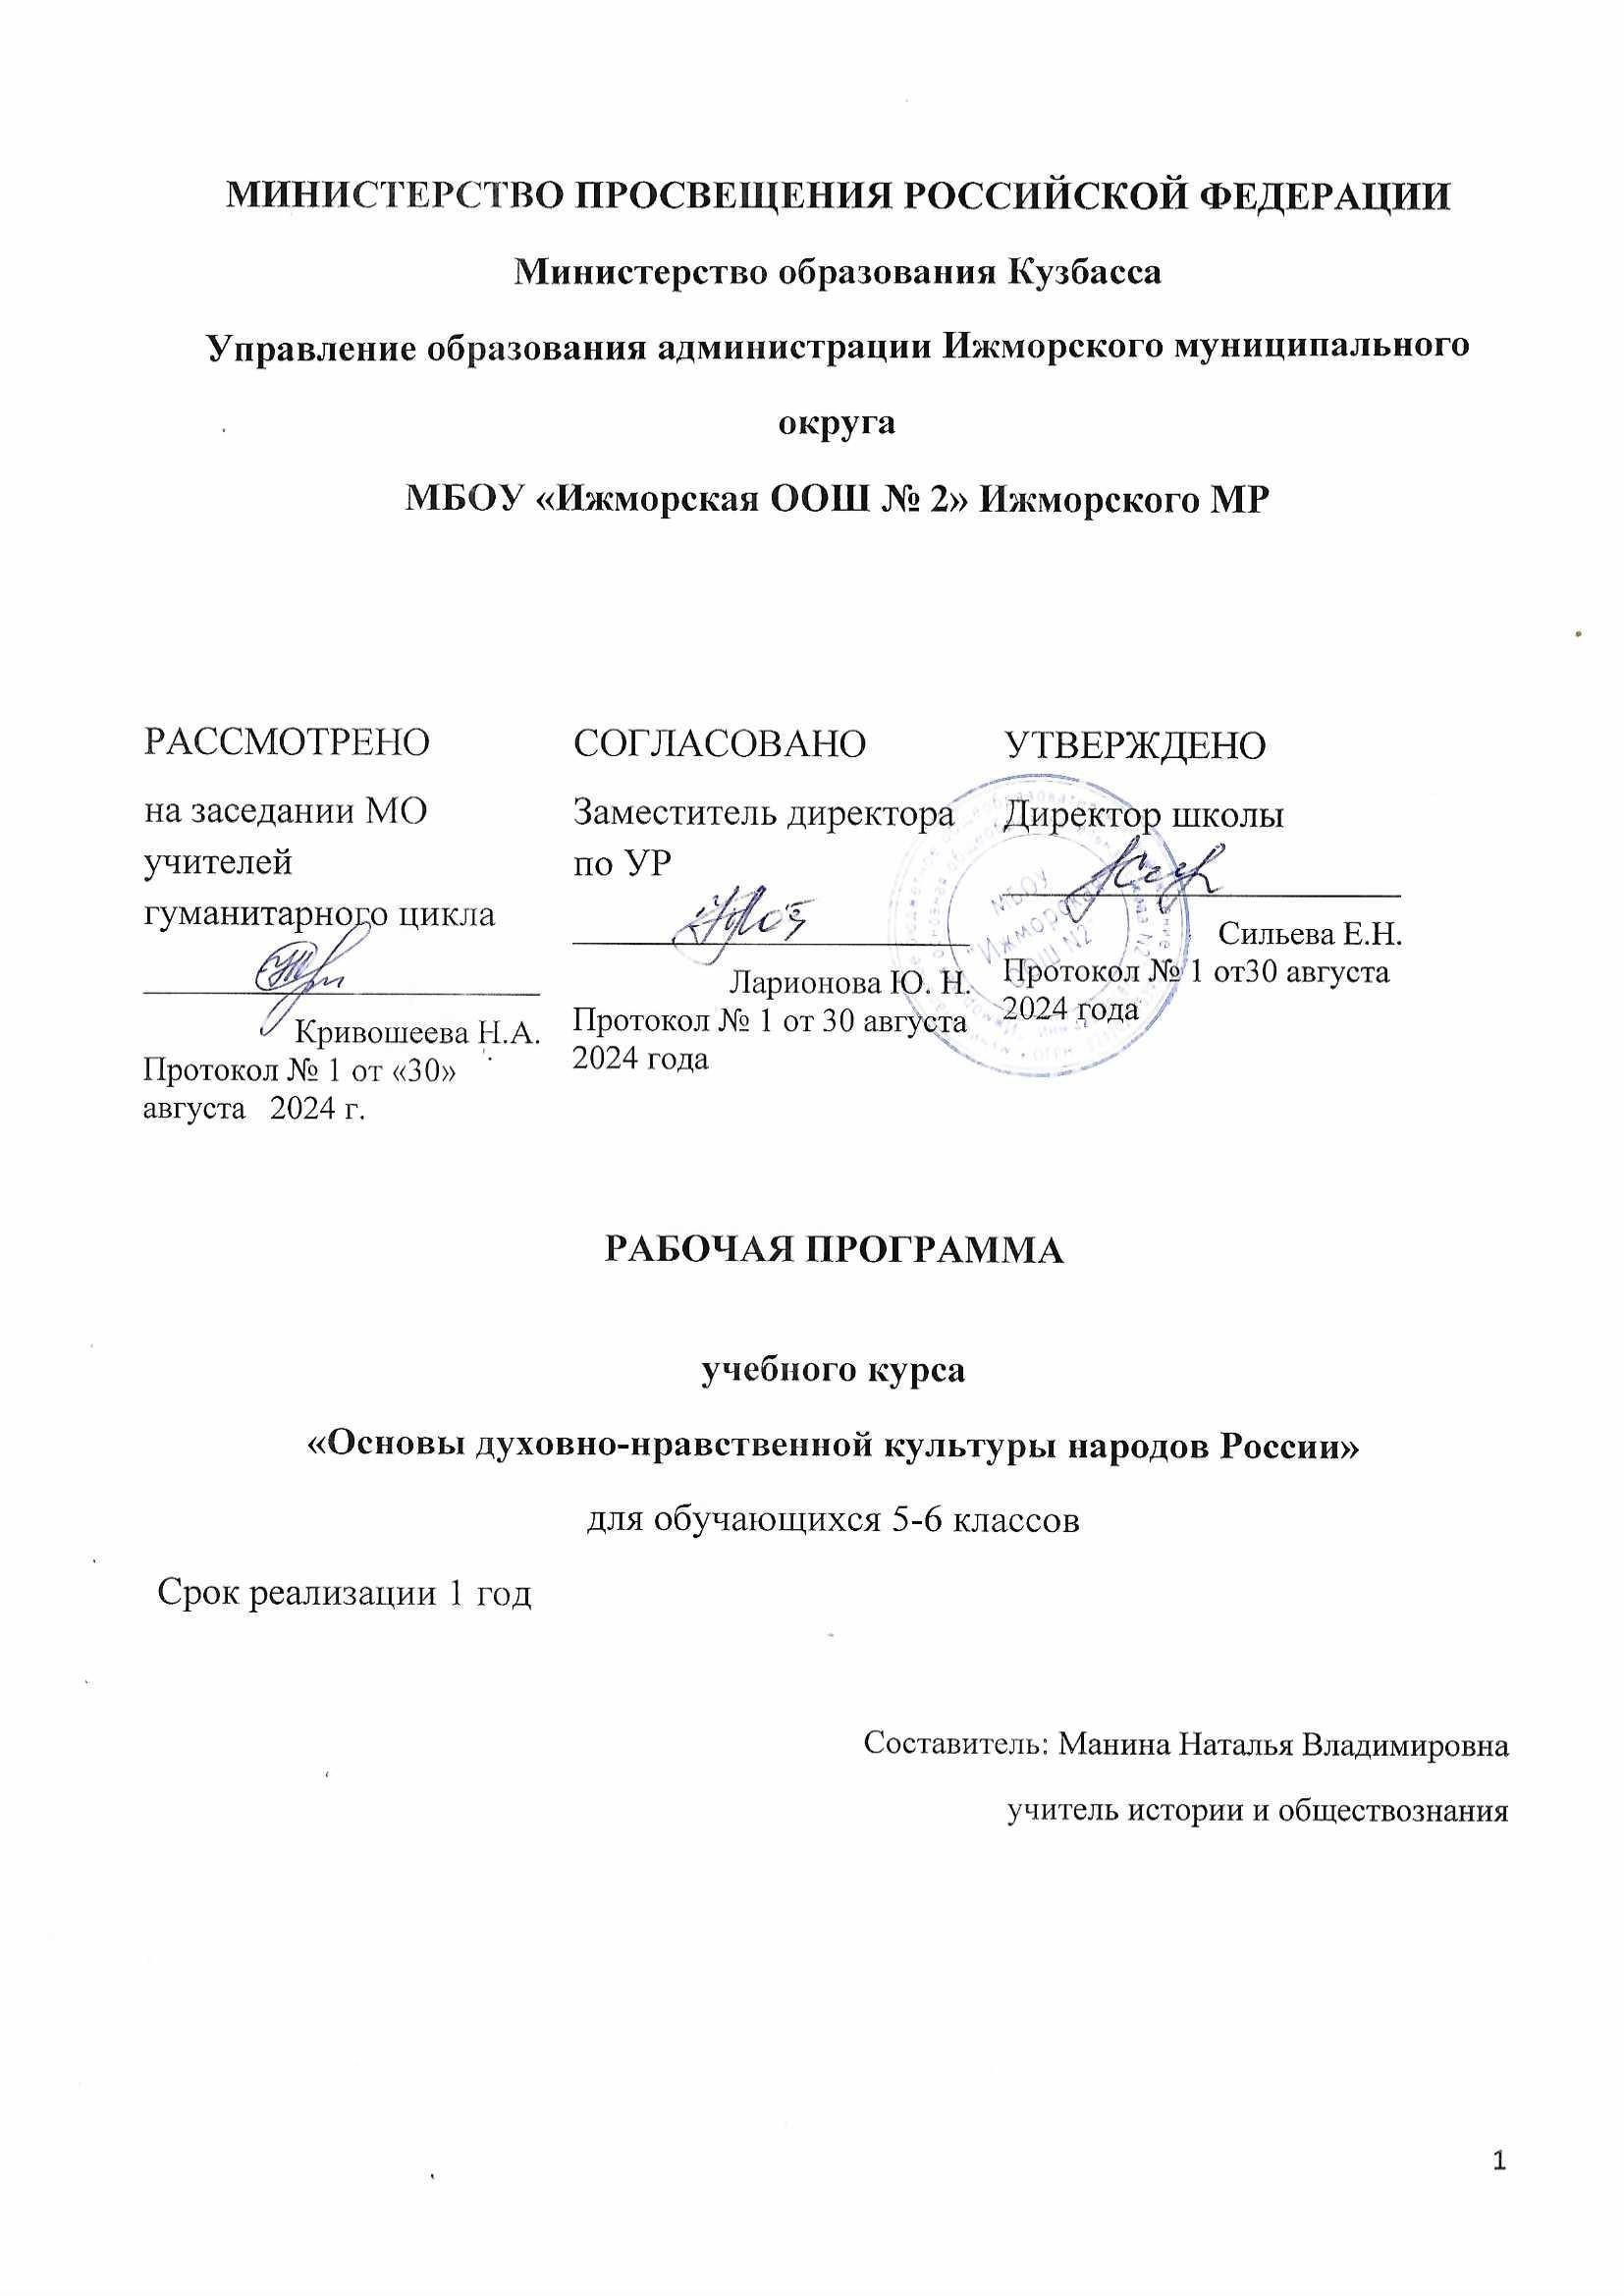 МИНИСТЕРСТВО ПРОСВЕЩЕНИЯ РОССИЙСКОЙ ФЕДЕРАЦИИ
Министерство образования Кузбасса
Управление образования администрации Ижморского муниципального
округа
МБОУ «Ижморская ООШ № 2» Ижморского МР
РАССМОТРЕНО
на заседании МО
учителей
гуманитарного цикла
Кривошеева Н.А.
Протокол № 1 от «30»
августа 2024 г.
СОГЛАСОВАНО
Заместитель директора
по УР
Ларионова Ю. Н.
Протокол № 1 от 30 августа
2024 года
УТВЕРЖДЕНО
Директор школы
Сильева Е.Н.
Протокол № 1 от30 августа
2024 года
МБОУ
"Ижморская
ООШ N2
РАБОЧАЯ ПРОГРАММА
учебного курса
«Основы духовно-нравственной культуры народов России»
для обучающихся 5-6 классов
Срок реализации 1 год
Составитель: Манина Наталья Владимировна
учитель истории и обществознания
1